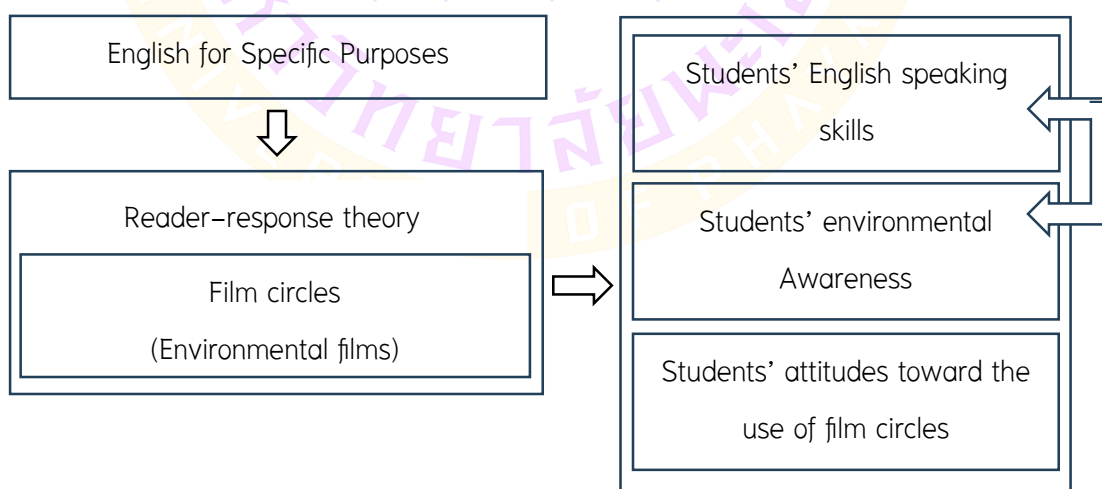 English for Specific Purposes
Reader–response theory
Film circles
(Environmental films)
Students’ English speaking
skills
Students’ environmental
Awareness
Students’ attitudes toward the
use of film circles